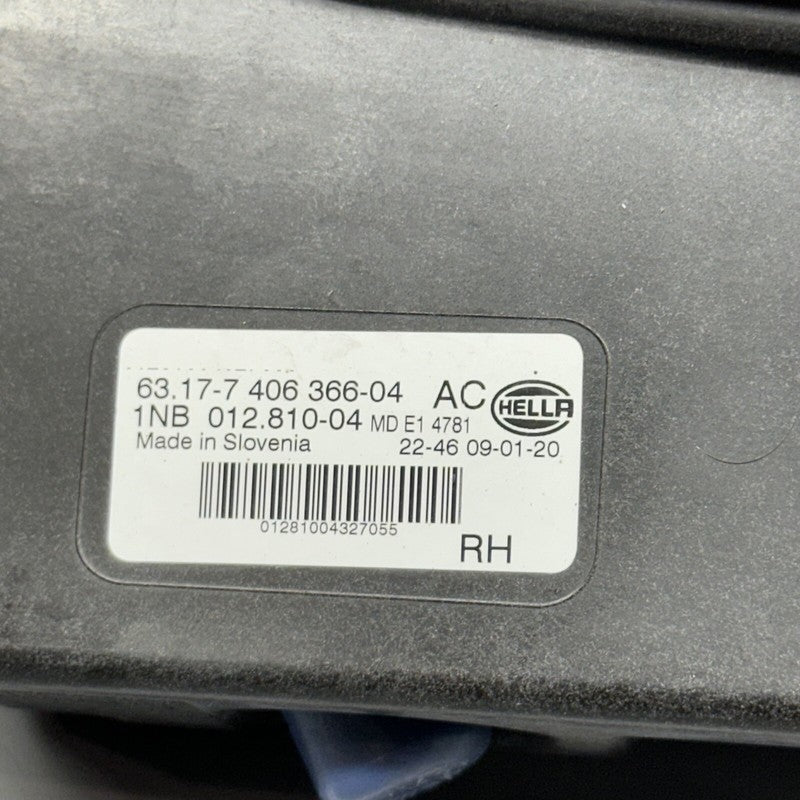 63.17-7 406 366-04 AC HELLA
1NB 012.810-04 MD E1 4781
Made in Slovenia 22-46 09-01-20
01281004327055
RH